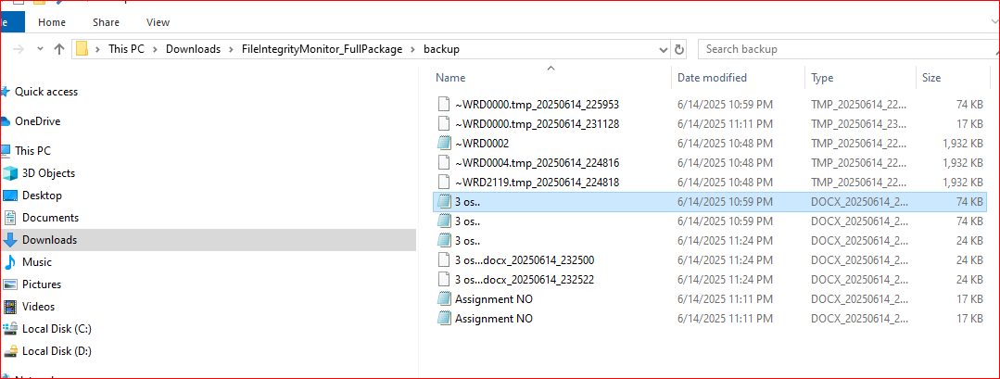 Home Share View
This PC Downloads FileIntegrityMonitor_FullPackage backup Search backup
Quick access
OneDrive
This PC
3D Objects
Desktop
Documents
Downloads
Music
Pictures
Videos
Local Disk (C:)
Local Disk (D:)
Name Date modified Type Size
~WRD0000.tmp_20250614_225953 6/14/2025 10:59 PM TMP_20250614_22... 74 KB
~WRD0000.tmp_20250614_231128 6/14/2025 11:11 PM TMP_20250614_23... 17 KB
~WRD0002 6/14/2025 10:48 PM TMP_20250614_22... 1,932 KB
~WRD0004.tmp_20250614_224816 6/14/2025 10:48 PM TMP_20250614_22... 1,932 KB
~WRD2119.tmp_20250614_224818 6/14/2025 10:48 PM TMP_20250614_22... 1,932 KB
3 os.. 6/14/2025 10:59 PM DOCX_20250614_2... 74 KB
3 os.. 6/14/2025 10:59 PM DOCX_20250614_2... 74 KB
3 os.. 6/14/2025 11:24 PM DOCX_20250614_2... 24 KB
3 os...docx_20250614_232500 6/14/2025 11:24 PM DOCX_20250614_2... 24 KB
3 os...docx_20250614_232522 6/14/2025 11:24 PM DOCX_20250614_2... 24 KB
Assignment NO 6/14/2025 11:11 PM DOCX_20250614_2... 17 KB
Assignment NO 6/14/2025 11:11 PM DOCX_20250614_2... 17 KB